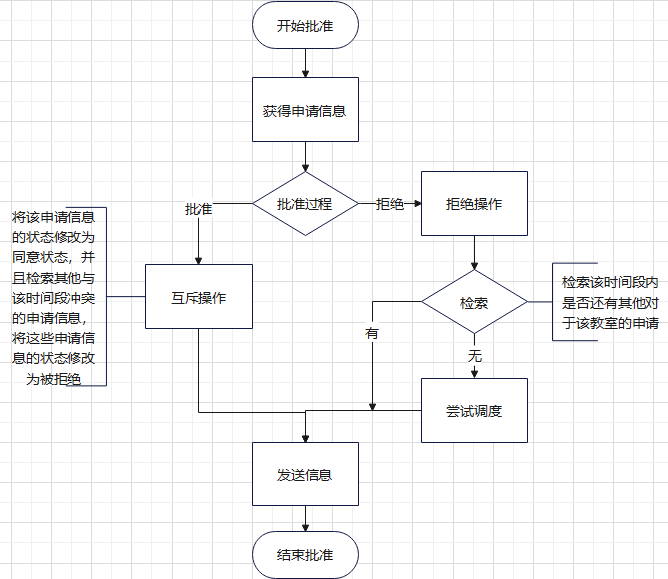 开始批准
获得申请信息
批准过程
批准
拒绝
拒绝操作
将该申请信息
的状态修改为
同意状态，并
且检索其他与
该时间段冲突
的申请信息，
将这些申请信
息的状态修改
为被拒绝
互斥操作
检索
检索该时间段内
是否还有其他对
于该教室的申请
有
无
尝试调度
发送信息
结束批准